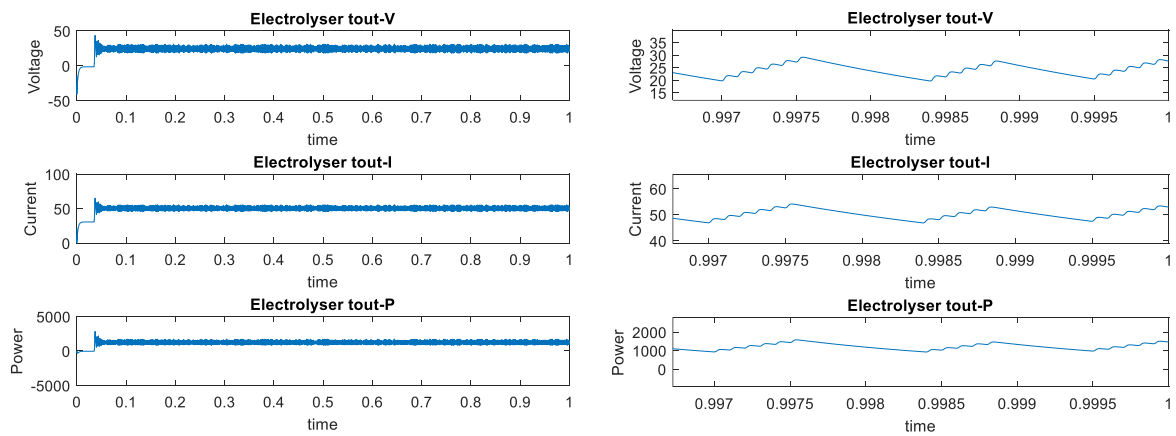 Electrolyser tout-V
Voltage
50
0
-50
0 0.1 0.2 0.3 0.4 0.5 0.6 0.7 0.8 0.9 1
time
Electrolyser tout-I
Current
100
50
0
0 0.1 0.2 0.3 0.4 0.5 0.6 0.7 0.8 0.9 1
time
Electrolyser tout-P
Power
5000
0
-5000
0 0.1 0.2 0.3 0.4 0.5 0.6 0.7 0.8 0.9 1
time
Electrolyser tout-V
Voltage
35
30
25
20
15
0.997 0.9975 0.998 0.9985 0.999 0.9995 1
time
Electrolyser tout-I
Current
60
50
40
0.997 0.9975 0.998 0.9985 0.999 0.9995 1
time
Electrolyser tout-P
Power
2000
1000
0
0.997 0.9975 0.998 0.9985 0.999 0.9995 1
time